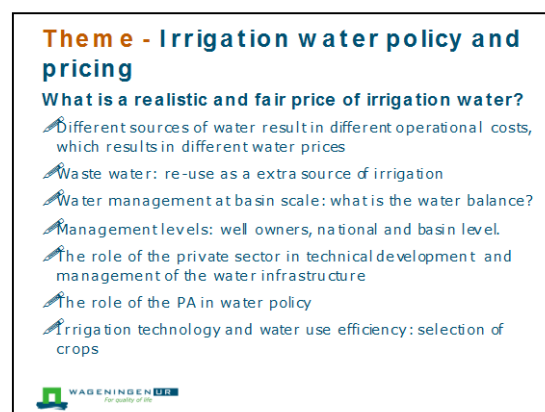 Theme - Irrigation water policy and
pricing
What is a realistic and fair price of irrigation water?
Different sources of water result in different operational costs,
which results in different water prices
Waste water: re-use as a extra source of irrigation
Water management at basin scale: what is the water balance?
Management levels: well owners, national and basin level.
The role of the private sector in technical development and
management of the water infrastructure
The role of the PA in water policy
Irrigation technology and water use efficiency: selection of
crops
WAGENINGEN UR
For quality of life